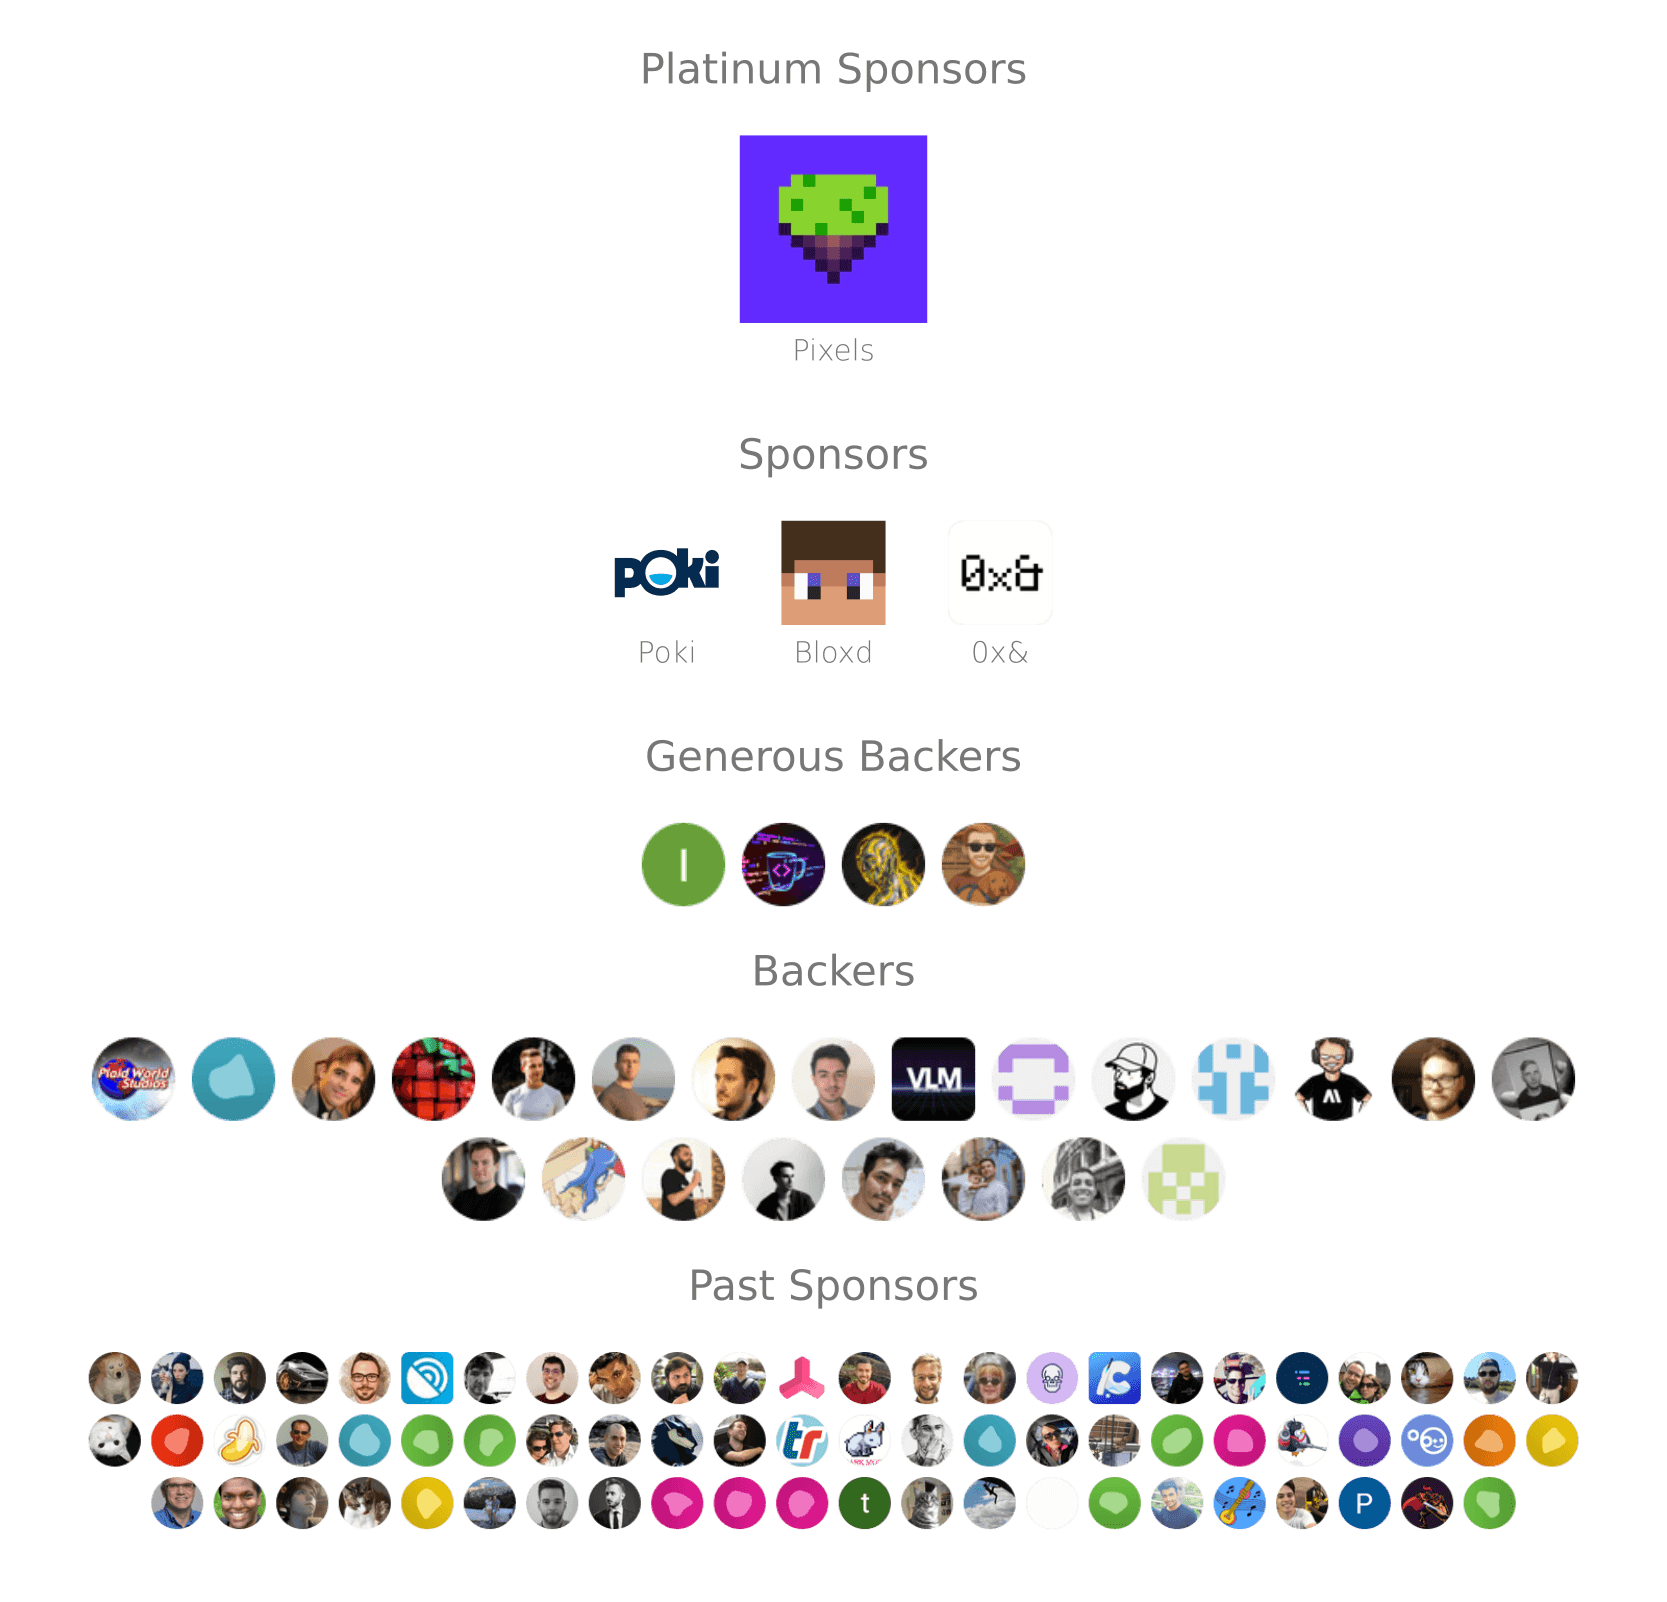 Platinum Sponsors
Pixels
Sponsors
poki
0x&
Poki Bloxd 0x&
Generous Backers
I
Backers
Plaid World
Studios
VLM
Past Sponsors
tr
t
P